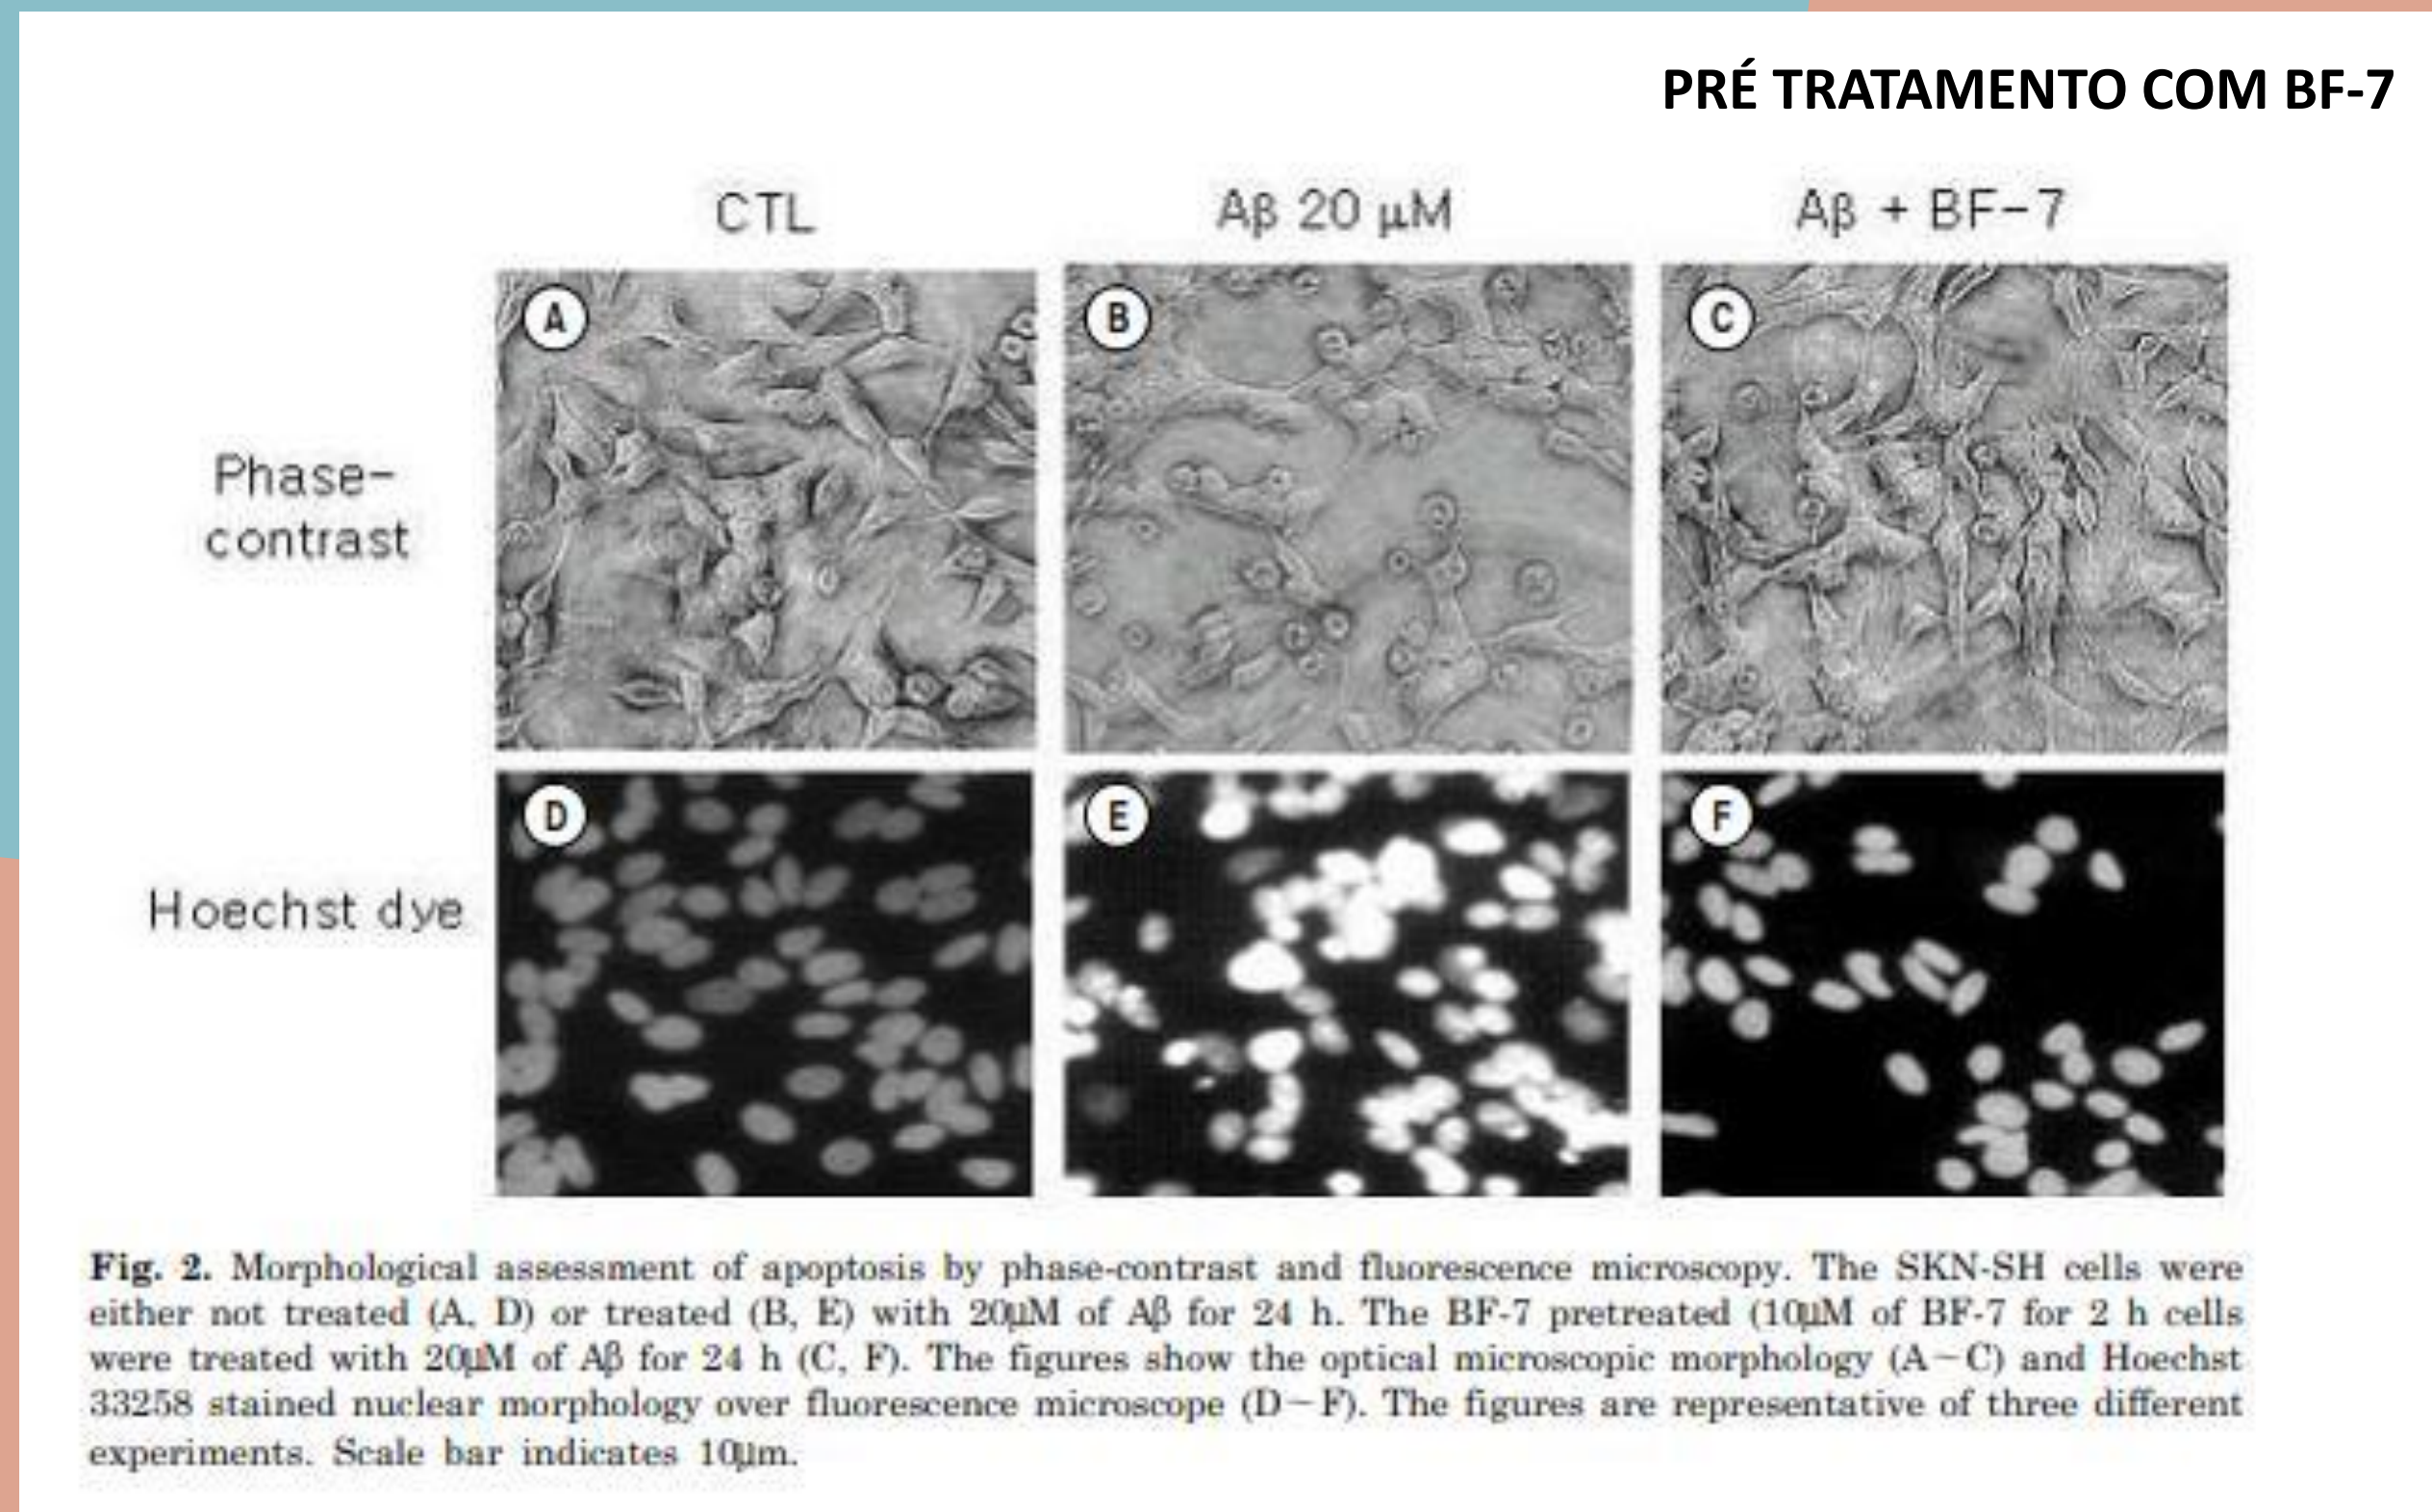 PRÉ TRATAMENTO COM BF-7
CTL
Aβ 20 μM
Aβ + BF-7
Phase-
contrast
A
B
C
Hoechst dye
D
E
F
Fig. 2. Morphological assessment of apoptosis by phase-contrast and fluorescence microscopy. The SKN-SH cells were
either not treated (A, D) or treated (B, E) with 20μM of Aβ for 24 h. The BF-7 pretreated (10μM of BF-7 for 2 h cells
were treated with 20μM of Aβ for 24 h (C, F). The figures show the optical microscopic morphology (A−C) and Hoechst
33258 stained nuclear morphology over fluorescence microscope (D−F). The figures are representative of three different
experiments. Scale bar indicates 10μm.